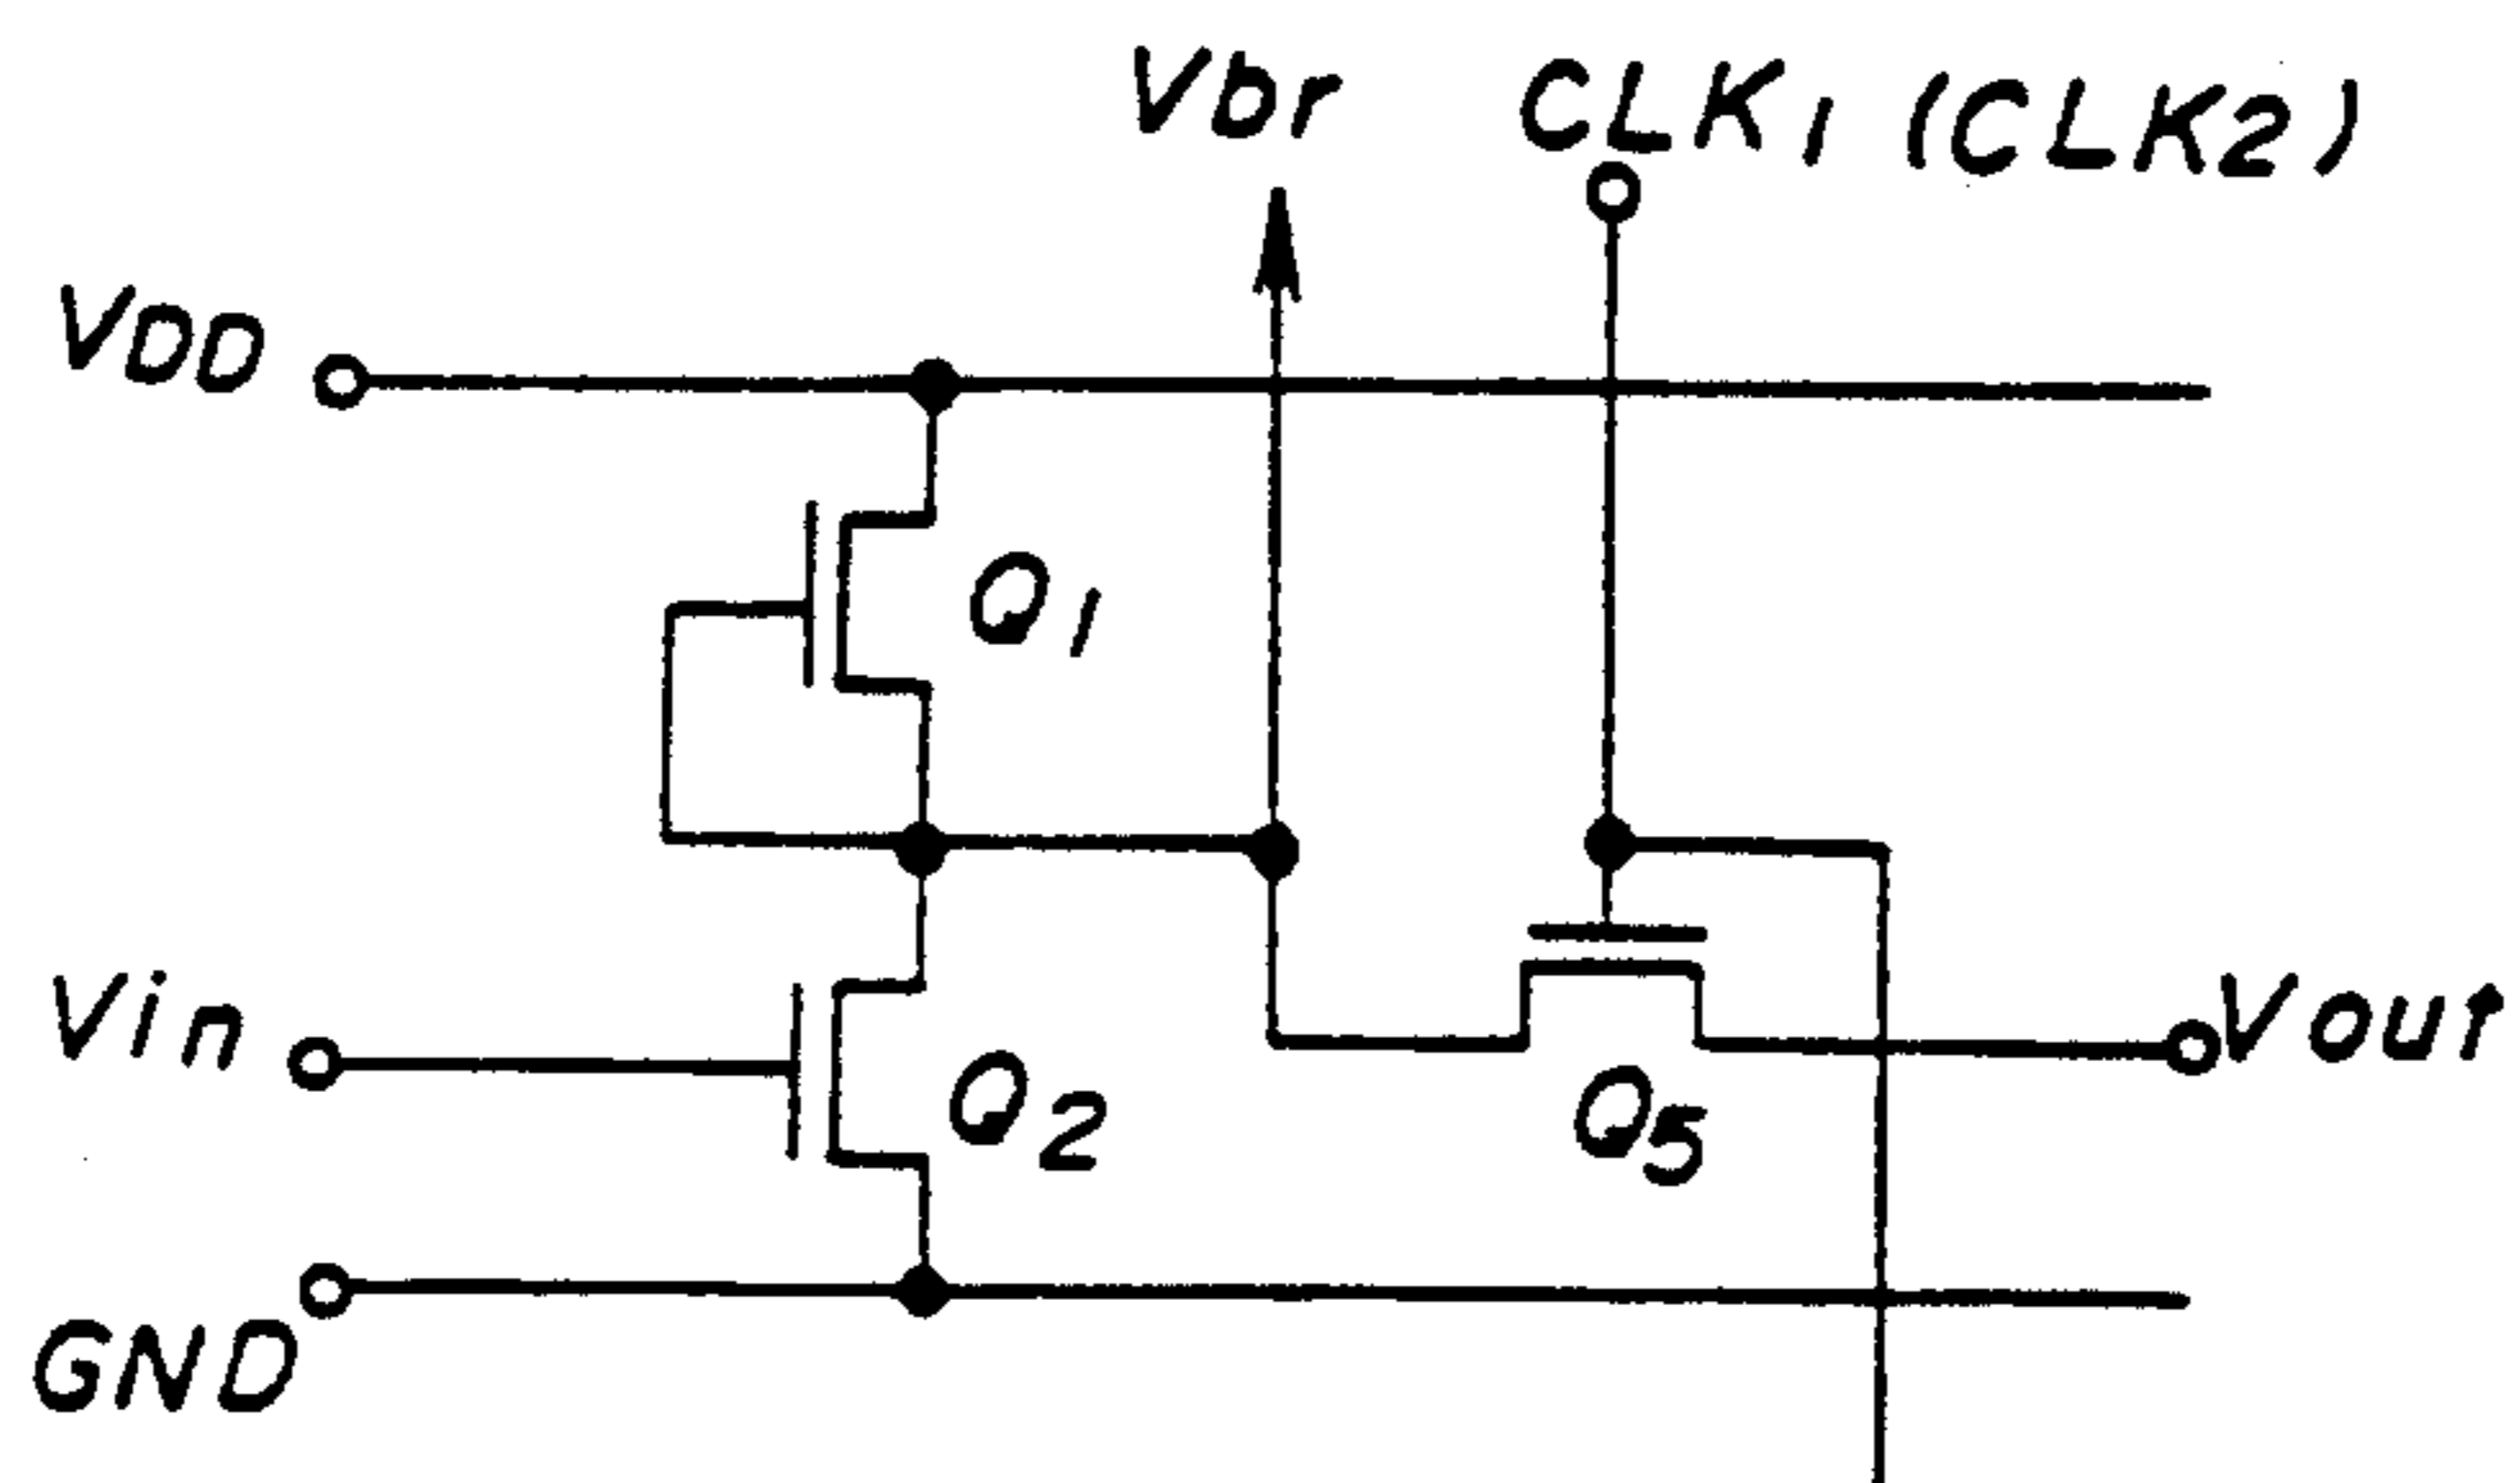 Vbr CLK1 (CLK2)
VDD
Q1
Vin
Vout
Q2
Q5
GND